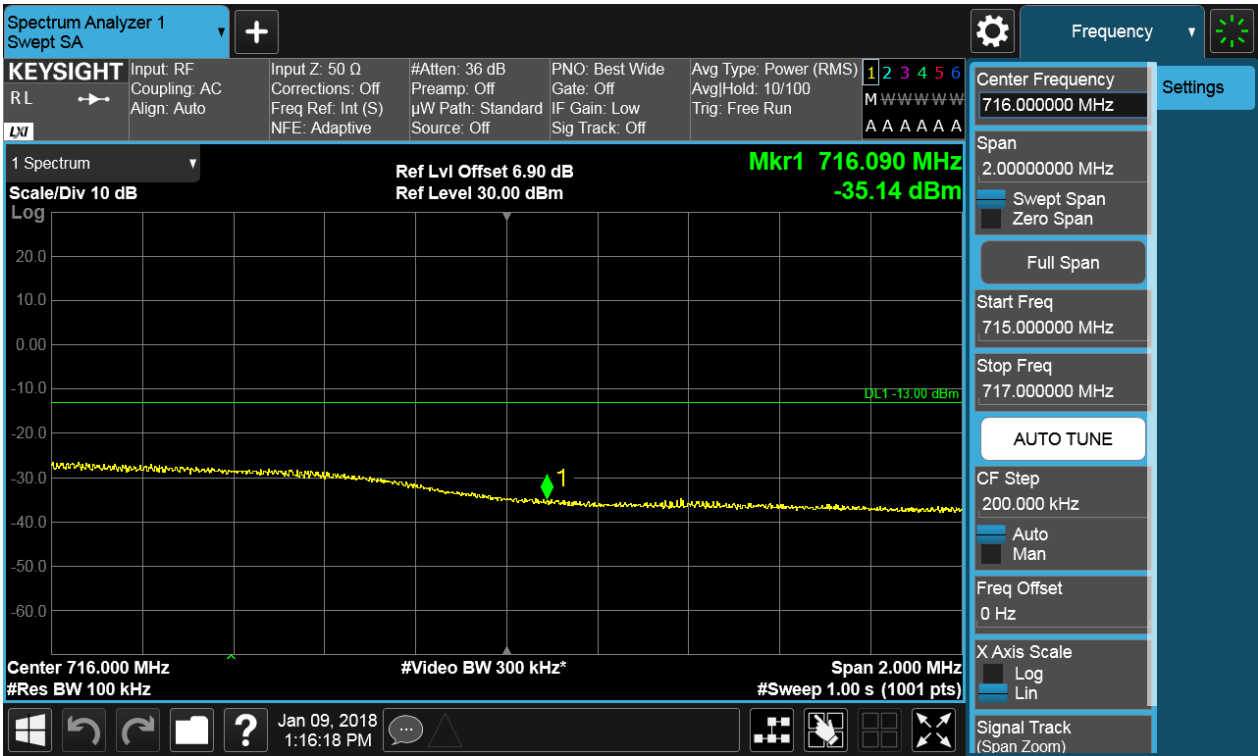 Spectrum Analyzer 1
Swept SA
+
Frequency
KEYSIGHT
RL
LXI
Input: RF
Coupling: AC
Align: Auto
Input Z: 50 Ω
Corrections: Off
Freq Ref: Int (S)
NFE: Adaptive
#Atten: 36 dB
Preamp: Off
µW Path: Standard
Source: Off
PNO: Best Wide
Gate: Off
IF Gain: Low
Sig Track: Off
Avg Type: Power (RMS)
Avg|Hold: 10/100
Trig: Free Run
1 2 3 4 5 6
M W W W W W
A A A A A A
1 Spectrum
Scale/Div 10 dB
Log
Ref Lvl Offset 6.90 dB
Ref Level 30.00 dBm
Mkr1 716.090 MHz
-35.14 dBm
20.0
10.0
0.00
-10.0
DL1 -13.00 dBm
-20.0
-30.0
1
-40.0
-50.0
-60.0
Center 716.000 MHz
#Res BW 100 kHz
#Video BW 300 kHz*
Span 2.000 MHz
#Sweep 1.00 s (1001 pts)
Center Frequency
716.000000 MHz
Settings
Span
2.00000000 MHz
Swept Span
Zero Span
Full Span
Start Freq
715.000000 MHz
Stop Freq
717.000000 MHz
AUTO TUNE
CF Step
200.000 kHz
Auto
Man
Freq Offset
0 Hz
X Axis Scale
Log
Lin
Signal Track
(Span Zoom)
?
Jan 09, 2018
1:16:18 PM